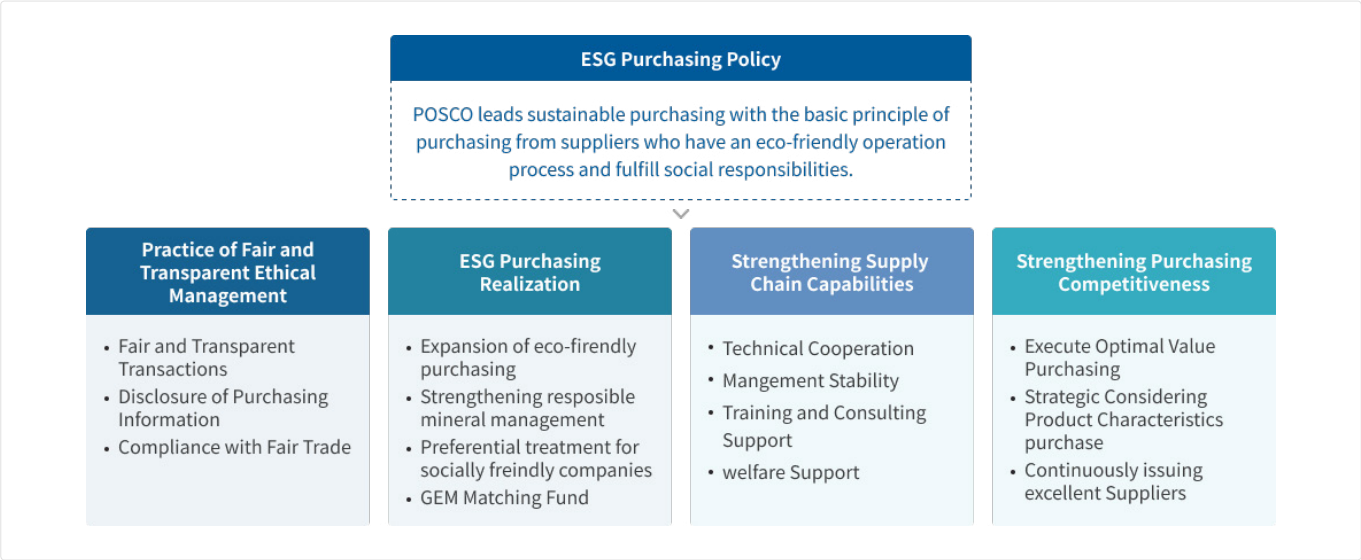 ESG Purchasing Policy
POSCO leads sustainable purchasing with the basic principle of
purchasing from suppliers who have an eco-friendly operation
process and fulfill social responsibilities.
Practice of Fair and
Transparent Ethical
Management
• Fair and Transparent
Transactions
• Disclosure of Purchasing
Information
• Compliance with Fair Trade
ESG Purchasing
Realization
• Expansion of eco-firendly
purchasing
• Strengthening resposible
mineral management
• Preferential treatment for
socially freindly companies
• GEM Matching Fund
Strengthening Supply
Chain Capabilities
• Technical Cooperation
• Mangement Stability
• Training and Consulting
Support
• welfare Support
Strengthening Purchasing
Competitiveness
• Execute Optimal Value
Purchasing
• Strategic Considering
Product Characteristics
purchase
• Continuously issuing
excellent Suppliers